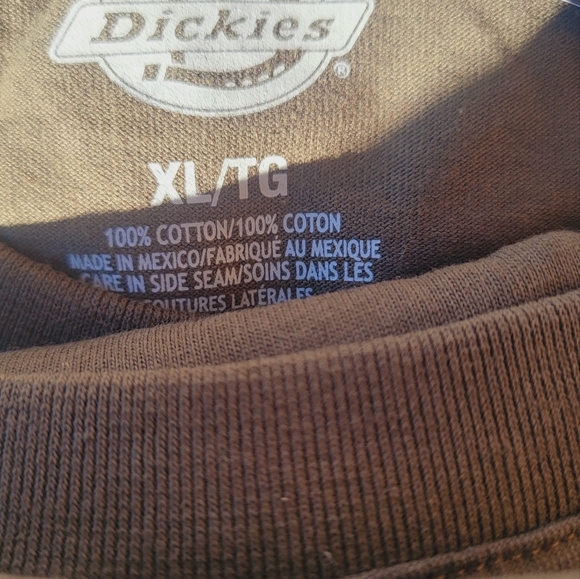 Dickies
®
XL/TG
100% COTTON/100% COTON
MADE IN MEXICO/FABRIQUÉ AU MEXIQUE
CARE IN SIDE SEAM/SOINS DANS LES
COUTURES LATÉRALES